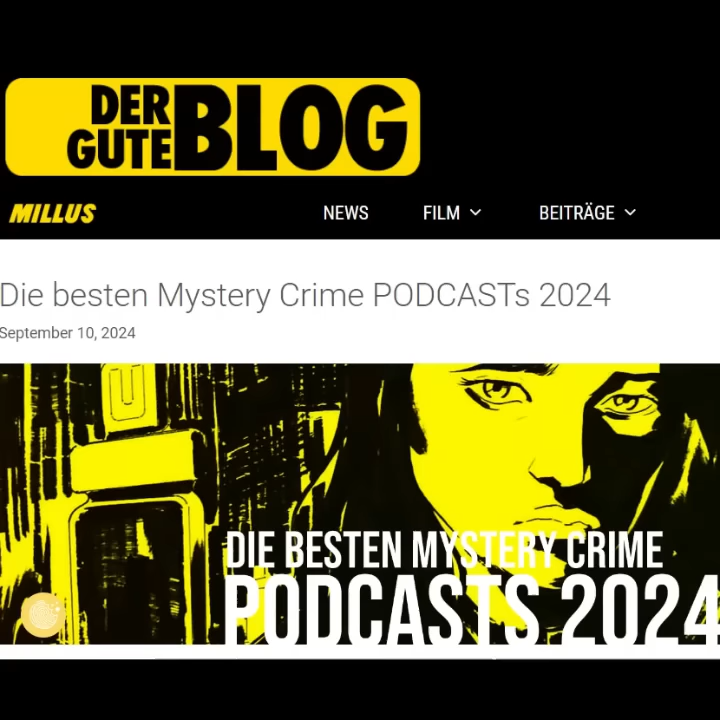 DER
GUTE BLOG
MILLUS
NEWS
FILM
BEITRÄGE
Die besten Mystery Crime PODCASTs 2024
September 10, 2024
DIE BESTEN MYSTERY CRIME
PODCASTS 2024